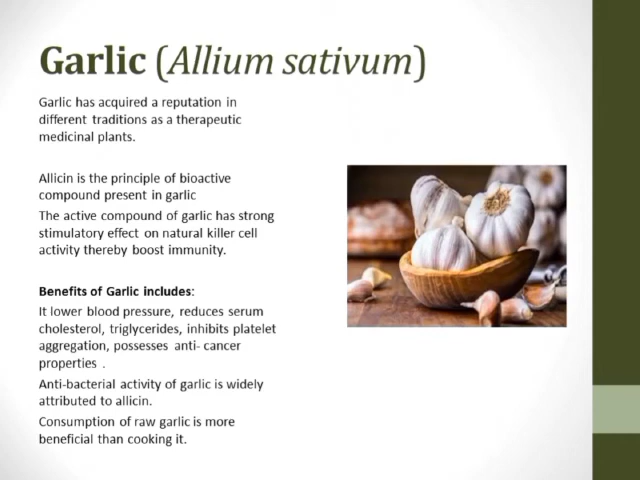 Garlic (Allium sativum)
Garlic has acquired a reputation in
different traditions as a therapeutic
medicinal plants.
Allicin is the principle of bioactive
compound present in garlic
The active compound of garlic has strong
stimulatory effect on natural killer cell
activity thereby boost immunity.
Benefits of Garlic includes:
It lower blood pressure, reduces serum
cholesterol, triglycerides, inhibits platelet
aggregation, possesses anti- cancer
properties .
Anti-bacterial activity of garlic is widely
attributed to allicin.
Consumption of raw garlic is more
beneficial than cooking it.